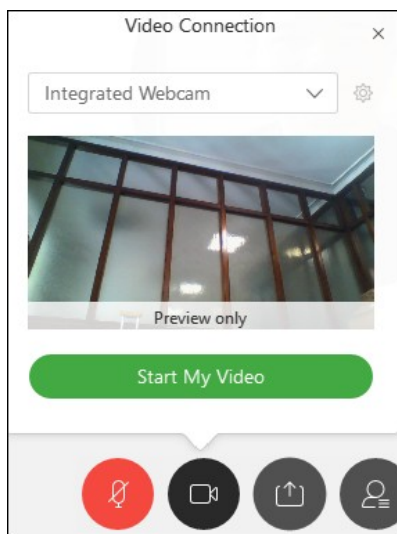 Video Connection
Integrated Webcam
Preview only
Start My Video